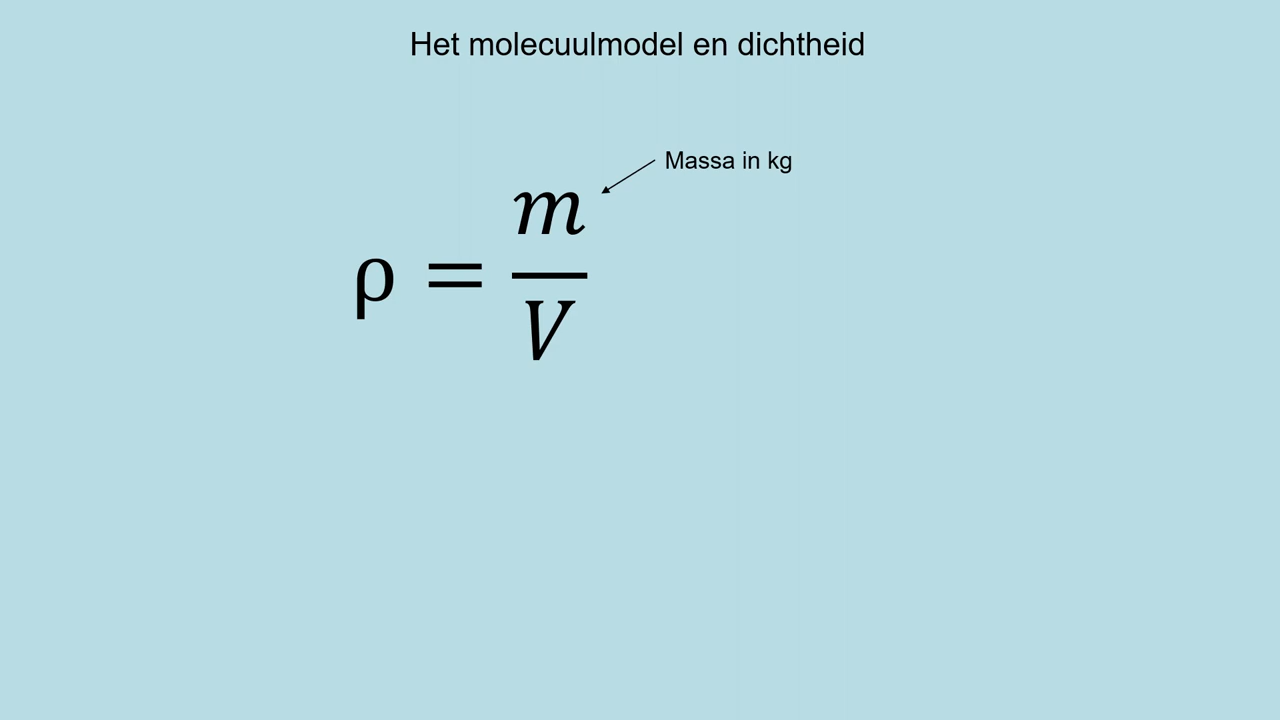 Het molecuulmodel en dichtheid
Massa in kg
ρ = m/V